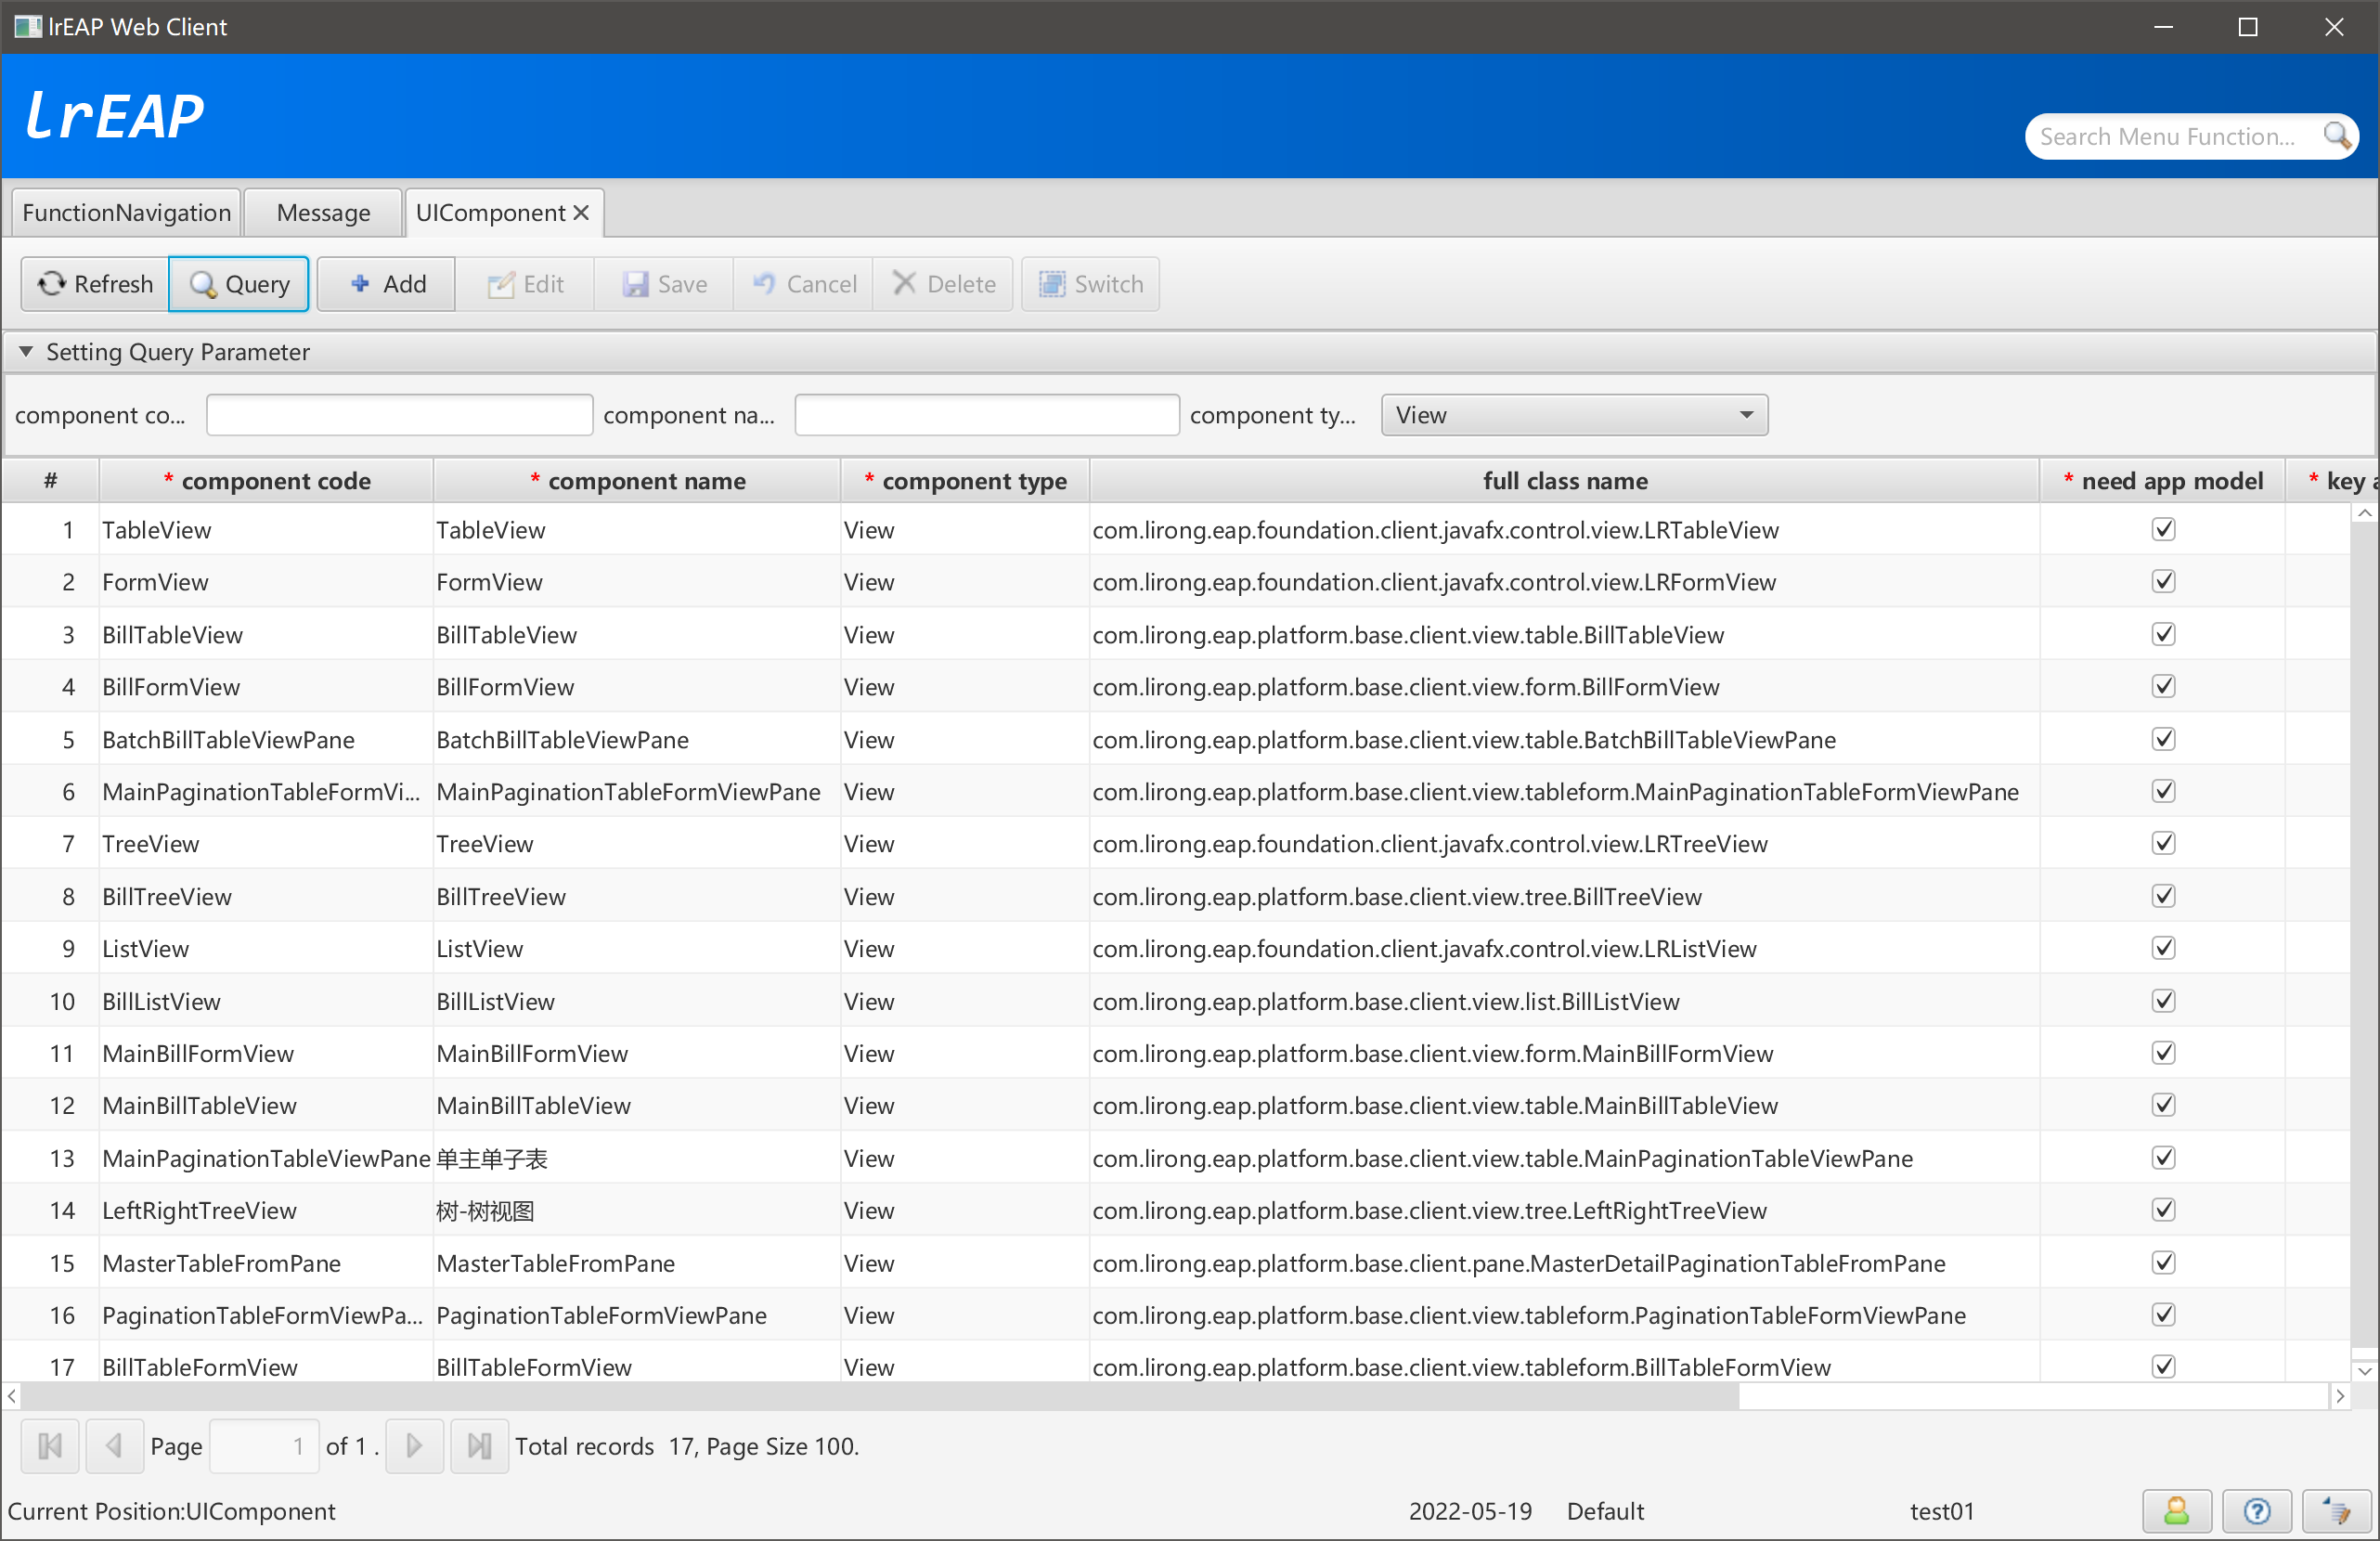 lrEAP Web Client
lrEAP
Search Menu Function...
FunctionNavigation Message UIComponent
Refresh Query Add Edit Save Cancel Delete Switch
Setting Query Parameter
component co... component na... component ty... View
# * component code * component name * component type full class name * need app model * key a
1 TableView TableView View com.lirong.eap.foundation.client.javafx.control.view.LRTableView
2 FormView FormView View com.lirong.eap.foundation.client.javafx.control.view.LRFormView
3 BillTableView BillTableView View com.lirong.eap.platform.base.client.view.table.BillTableView
4 BillFormView BillFormView View com.lirong.eap.platform.base.client.view.form.BillFormView
5 BatchBillTableViewPane BatchBillTableViewPane View com.lirong.eap.platform.base.client.view.table.BatchBillTableViewPane
6 MainPaginationTableFormVi... MainPaginationTableFormViewPane View com.lirong.eap.platform.base.client.view.tableform.MainPaginationTableFormViewPane
7 TreeView TreeView View com.lirong.eap.foundation.client.javafx.control.view.LRTreeView
8 BillTreeView BillTreeView View com.lirong.eap.platform.base.client.view.tree.BillTreeView
9 ListView ListView View com.lirong.eap.foundation.client.javafx.control.view.LRListView
10 BillListView BillListView View com.lirong.eap.platform.base.client.view.list.BillListView
11 MainBillFormView MainBillFormView View com.lirong.eap.platform.base.client.view.form.MainBillFormView
12 MainBillTableView MainBillTableView View com.lirong.eap.platform.base.client.view.table.MainBillTableView
13 MainPaginationTableViewPane 单主单子表 View com.lirong.eap.platform.base.client.view.table.MainPaginationTableViewPane
14 LeftRightTreeView 树-树视图 View com.lirong.eap.platform.base.client.view.tree.LeftRightTreeView
15 MasterTableFromPane MasterTableFromPane View com.lirong.eap.platform.base.client.pane.MasterDetailPaginationTableFromPane
16 PaginationTableFormViewPa... PaginationTableFormViewPane View com.lirong.eap.platform.base.client.view.tableform.PaginationTableFormViewPane
17 BillTableFormView BillTableFormView View com.lirong.eap.platform.base.client.view.tableform.BillTableFormView
Page 1 of 1 . Total records 17, Page Size 100.
Current Position:UIComponent 2022-05-19 Default test01